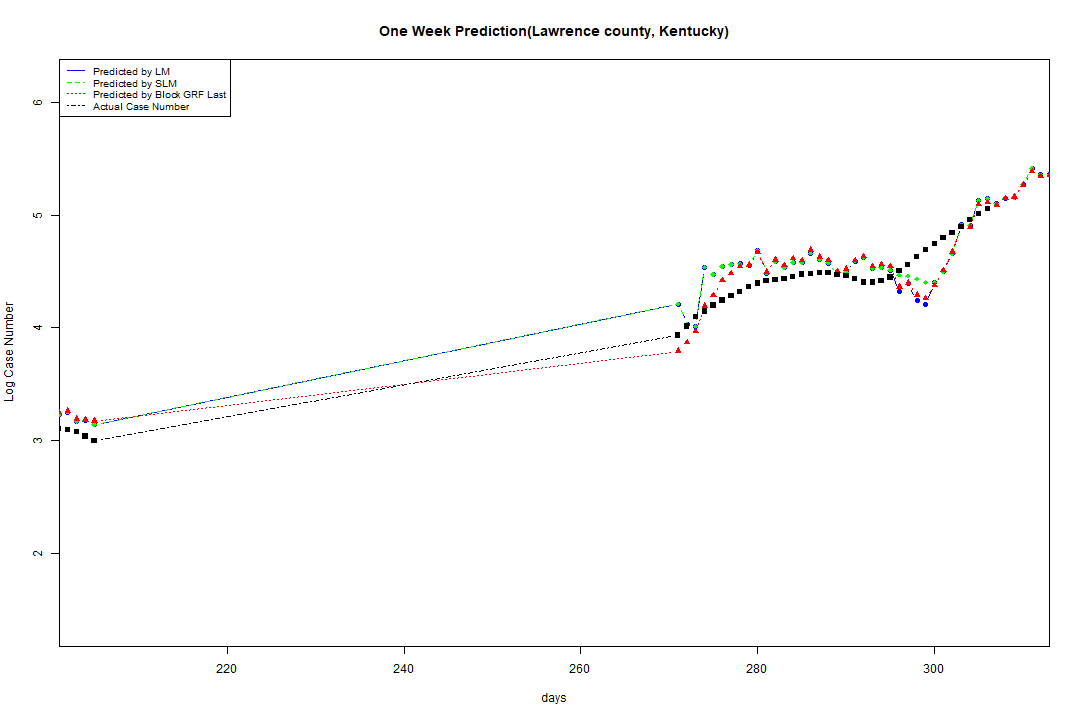 One Week Prediction(Lawrence county, Kentucky)
Predicted by LM
Predicted by SLM
Predicted by Block GRF Last
Actual Case Number
6
5
4
3
2
Log Case Number
220 240 260 280 300
days